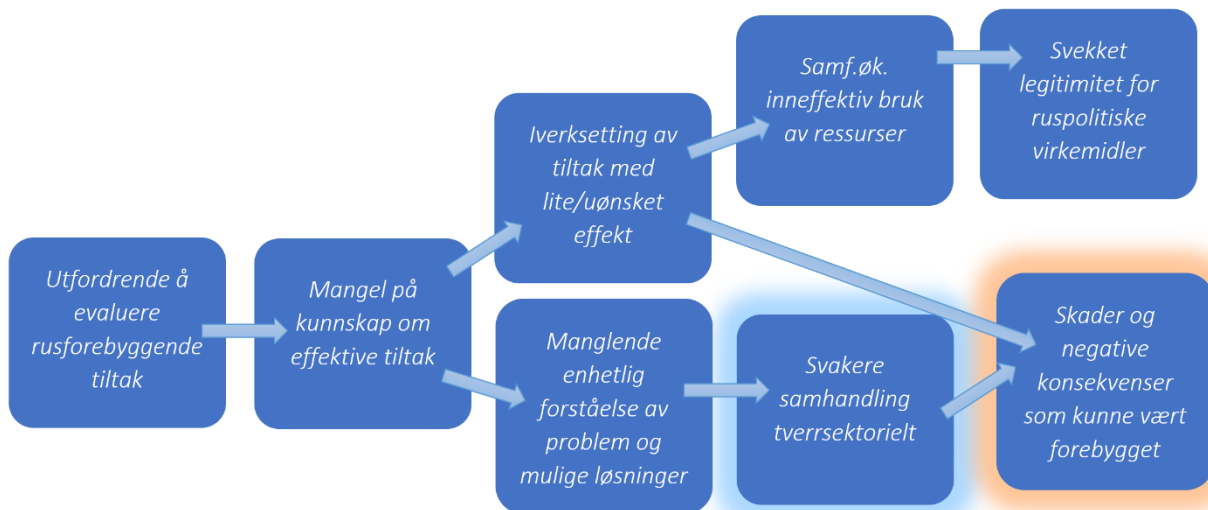 Utfordrende å
evaluere
rusforebyggende
tiltak
Mangel på
kunnskap om
effektive tiltak
Iverksetting av
tiltak med
lite/uønsket
effekt
Manglende
enhetlig
forståelse av
problem og
mulige løsninger
Samf.øk.
inneffektiv bruk
av ressurser
Svakere
samhandling
tverrsektorielt
Svekket
legitimitet for
ruspolitiske
virkemidler
Skader og
negative
konsekvenser
som kunne vært
forebygget